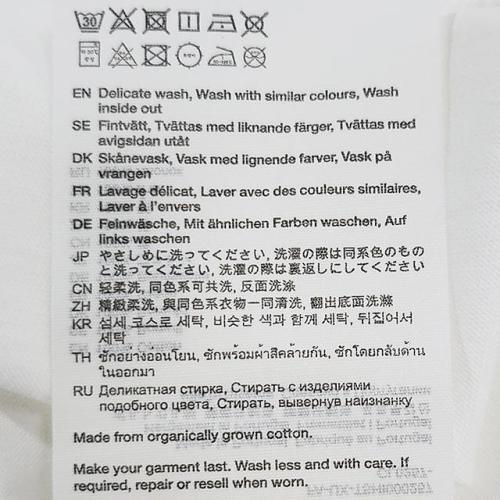 30
EN Delicate wash, Wash with similar colours, Wash
inside out
SE Fintvätt, Tvättas med liknande färger, Tvättas med
avigsidan utåt
DK Skånevask, Vask med lignende farver, Vask på
vrangen
FR Lavage délicat, Laver avec des couleurs similaires,
Laver à l'envers
DE Feinwäsche, Mit ähnlichen Farben waschen, Auf
links waschen
JP やさしめに洗ってください, 洗濯の際は同系色のもの
と洗ってください, 洗濯の際は裏返しにしてください
CN 轻柔洗, 同色系可共洗, 反面洗涤
ZH 精緻柔洗, 與同色系衣物一同清洗, 翻出底面洗滌
KR 섬세 코스로 세탁, 비슷한 색과 함께 세탁, 뒤집어서
세탁
TH ซักอย่างอ่อนโยน, ซักพร้อมผ้าสีคล้ายกัน, ซักโดยกลับด้าน
ในออกมา
RU Деликатная стирка, Стирать с изделиями
подобного цвета, Стирать, вывернув наизнанку
Made from organically grown cotton.
Make your garment last. Wash less and with care. If
required, repair or resell when worn.